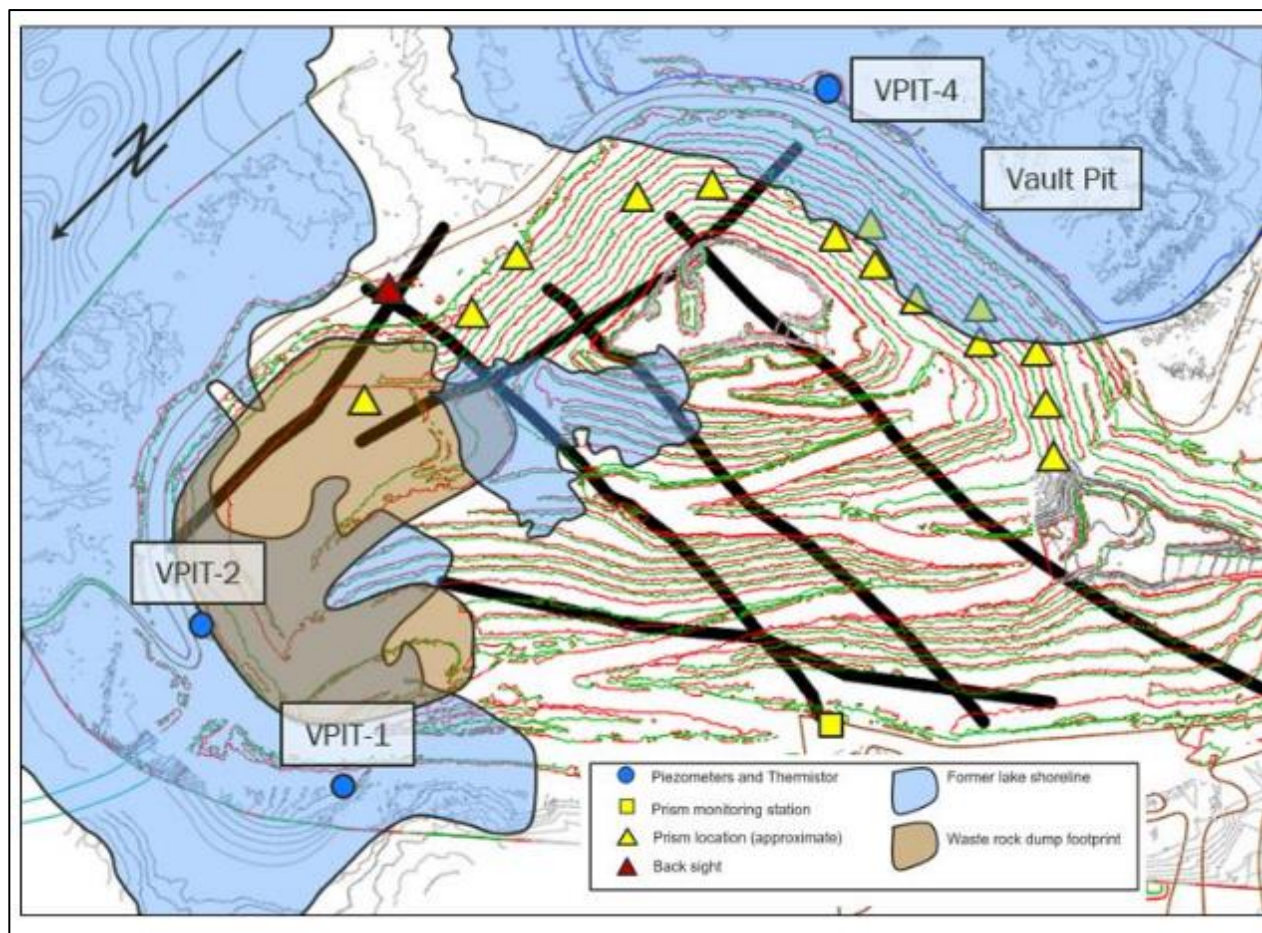 VPIT-4
Vault Pit
VPIT-2
VPIT-1
Piezometers and Thermistor
Prism monitoring station
Prism location (approximate)
Back sight
Former lake shoreline
Waste rock dump footprint